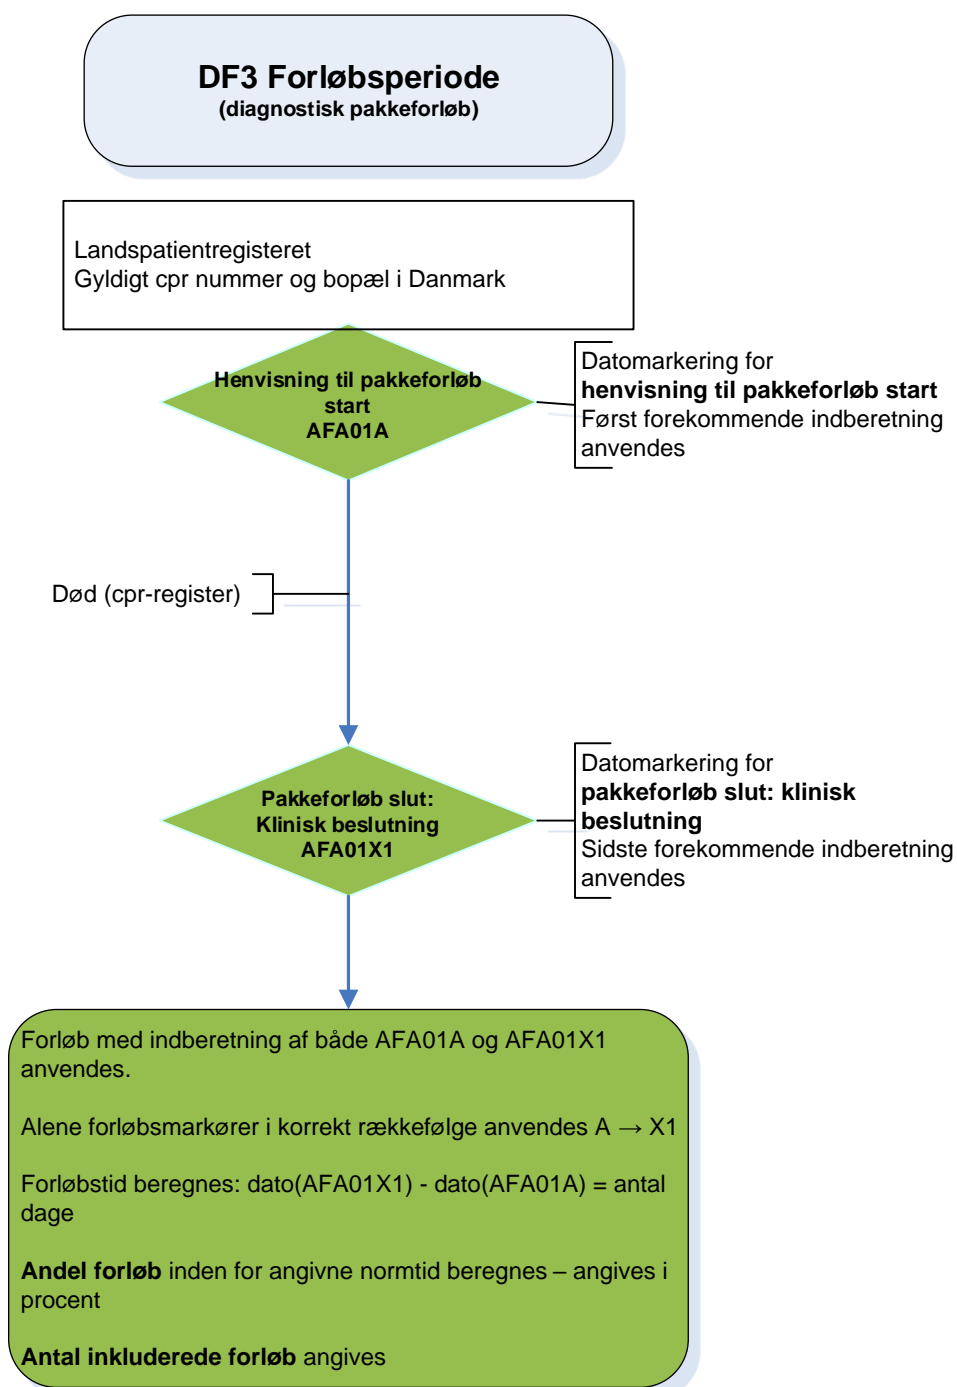 DF3 Forløbsperiode
(diagnostisk pakkeforløb)
Landspatientregisteret
Gyldigt cpr nummer og bopæl i Danmark
Henvisning til pakkeforløb
start
AFA01A
Datomarkering for
henvisning til pakkeforløb start
Først forekommende indberetning
anvendes
Død (cpr-register)
Pakkeforløb slut:
Klinisk beslutning
AFA01X1
Datomarkering for
pakkeforløb slut: klinisk
beslutning
Sidste forekommende indberetning
anvendes
Forløb med indberetning af både AFA01A og AFA01X1
anvendes.
Alene forløbsmarkører i korrekt rækkefølge anvendes A → X1
Forløbstid beregnes: dato(AFA01X1) - dato(AFA01A) = antal
dage
Andel forløb inden for angivne normtid beregnes – angives i
procent
Antal inkluderede forløb angives